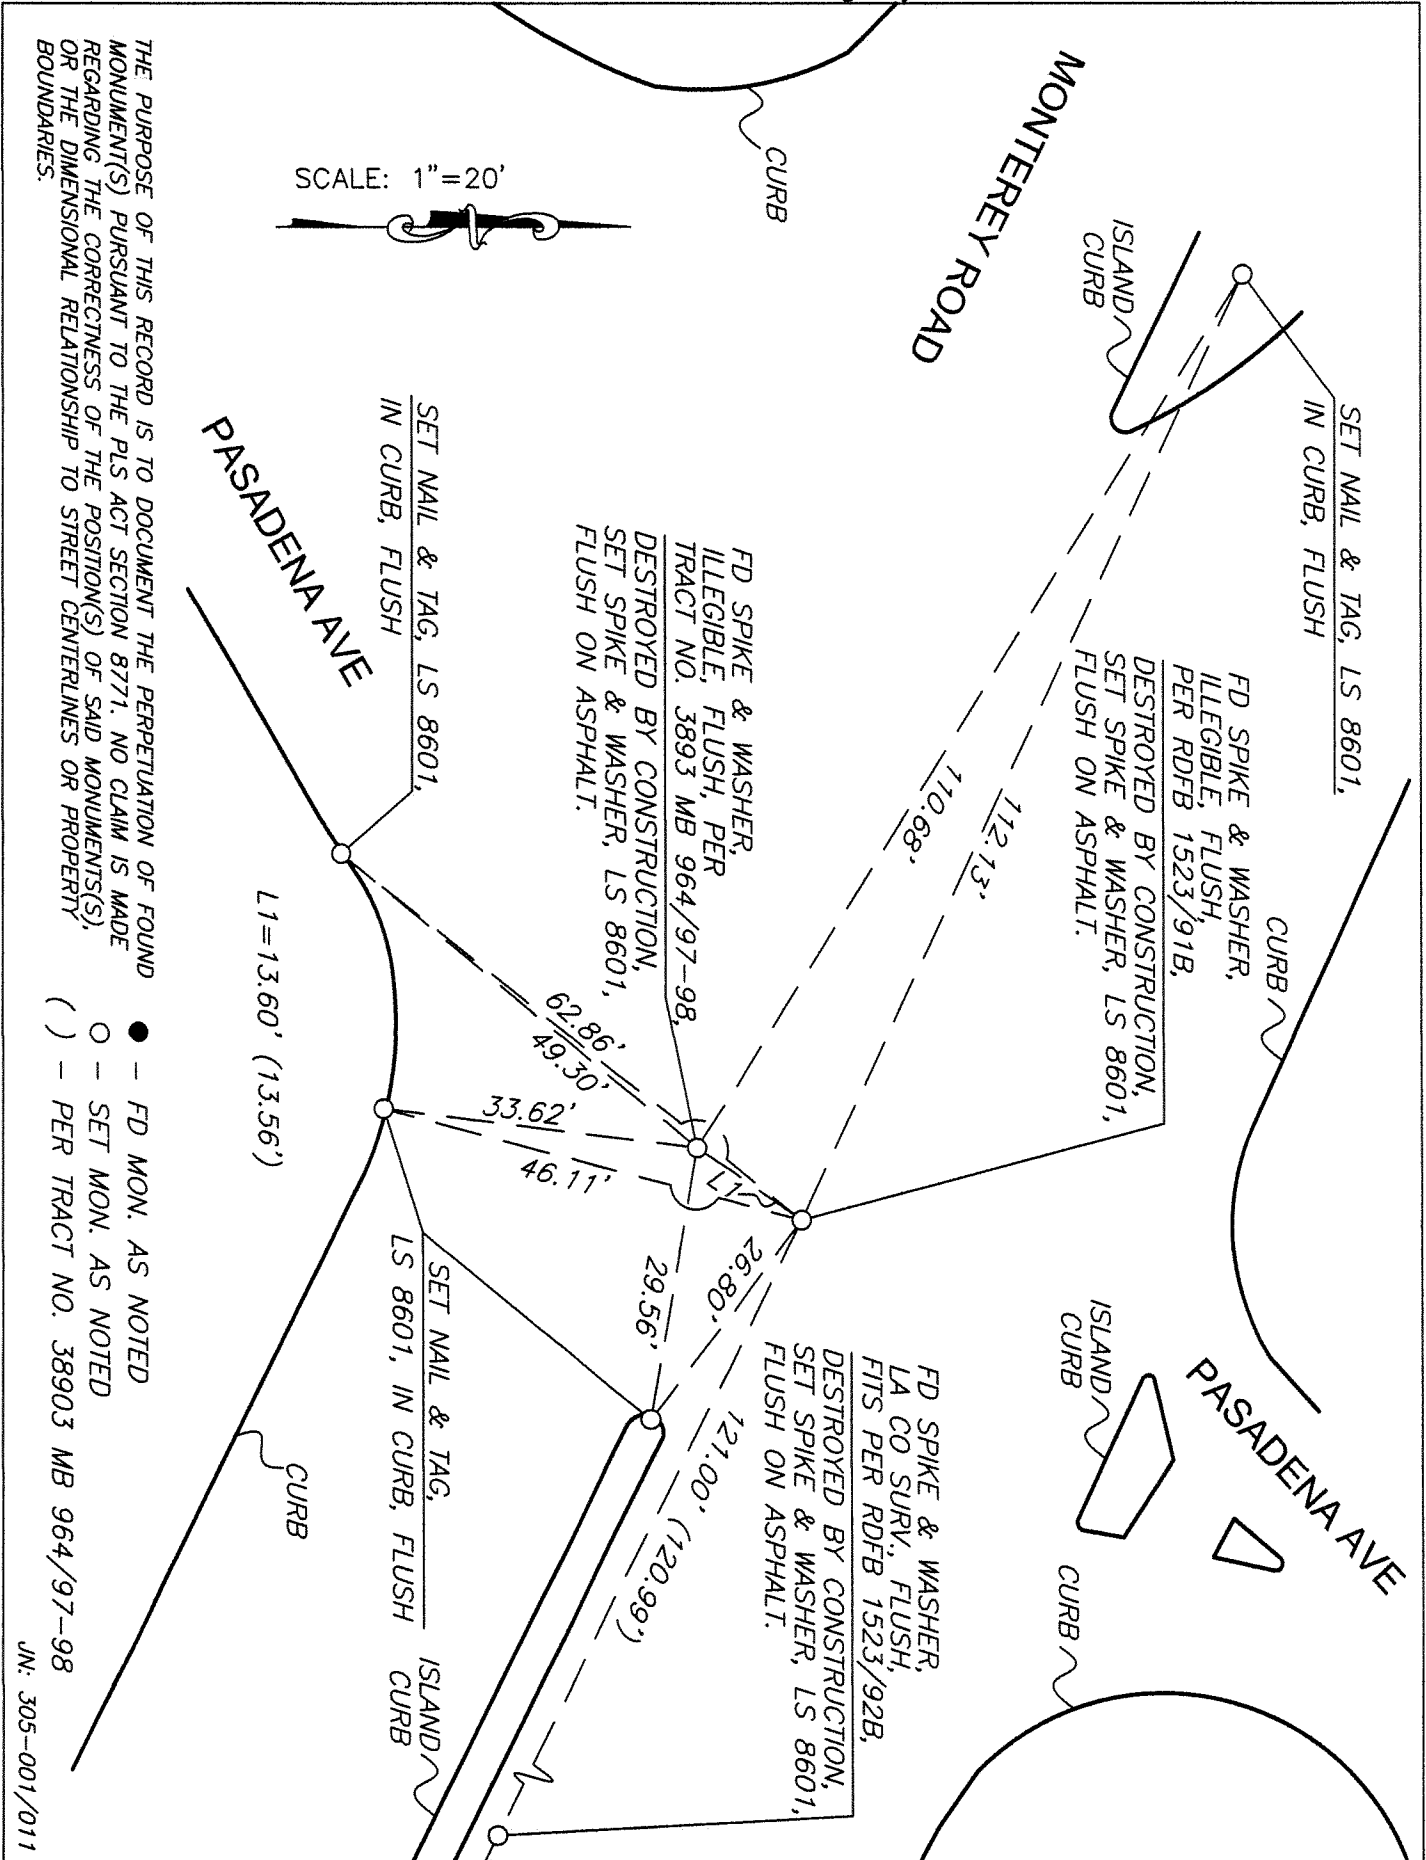 MONTEREY ROAD
CURB
SCALE: 1"=20'
ISLAND
CURB
SET NAIL & TAG, LS 8601,
IN CURB, FLUSH
CURB
FD SPIKE & WASHER,
ILLEGIBLE, FLUSH,
PER RDFB 1523/91B,
DESTROYED BY CONSTRUCTION,
SET SPIKE & WASHER, LS 8601,
FLUSH ON ASPHALT.
ISLAND
CURB
PASADENA AVE
CURB
112.13'
110.68'
FD SPIKE & WASHER,
ILLEGIBLE, FLUSH, PER
TRACT NO. 3893 MB 964/97-98,
DESTROYED BY CONSTRUCTION,
SET SPIKE & WASHER, LS 8601,
FLUSH ON ASPHALT.
L1
26.80'
29.56'
121.00' (120.99')
FD SPIKE & WASHER,
LA CO SURV., FLUSH,
FITS PER RDFB 1523/92B,
DESTROYED BY CONSTRUCTION,
SET SPIKE & WASHER, LS 8601,
FLUSH ON ASPHALT.
SET NAIL & TAG, LS 8601,
IN CURB, FLUSH
PASADENA AVE
62.86'
49.30'
33.62'
46.11'
SET NAIL & TAG,
LS 8601, IN CURB, FLUSH
ISLAND
CURB
CURB
L1=13.60' (13.56')
THE PURPOSE OF THIS RECORD IS TO DOCUMENT THE PERPETUATION OF FOUND
MONUMENT(S) PURSUANT TO THE PLS ACT SECTION 8771. NO CLAIM IS MADE
REGARDING THE CORRECTNESS OF THE POSITION(S) OF SAID MONUMENTS(S),
OR THE DIMENSIONAL RELATIONSHIP TO STREET CENTERLINES OR PROPERTY
BOUNDARIES.
● - FD MON. AS NOTED
○ - SET MON. AS NOTED
( ) - PER TRACT NO. 38903 MB 964/97-98
JN: 305-001/011